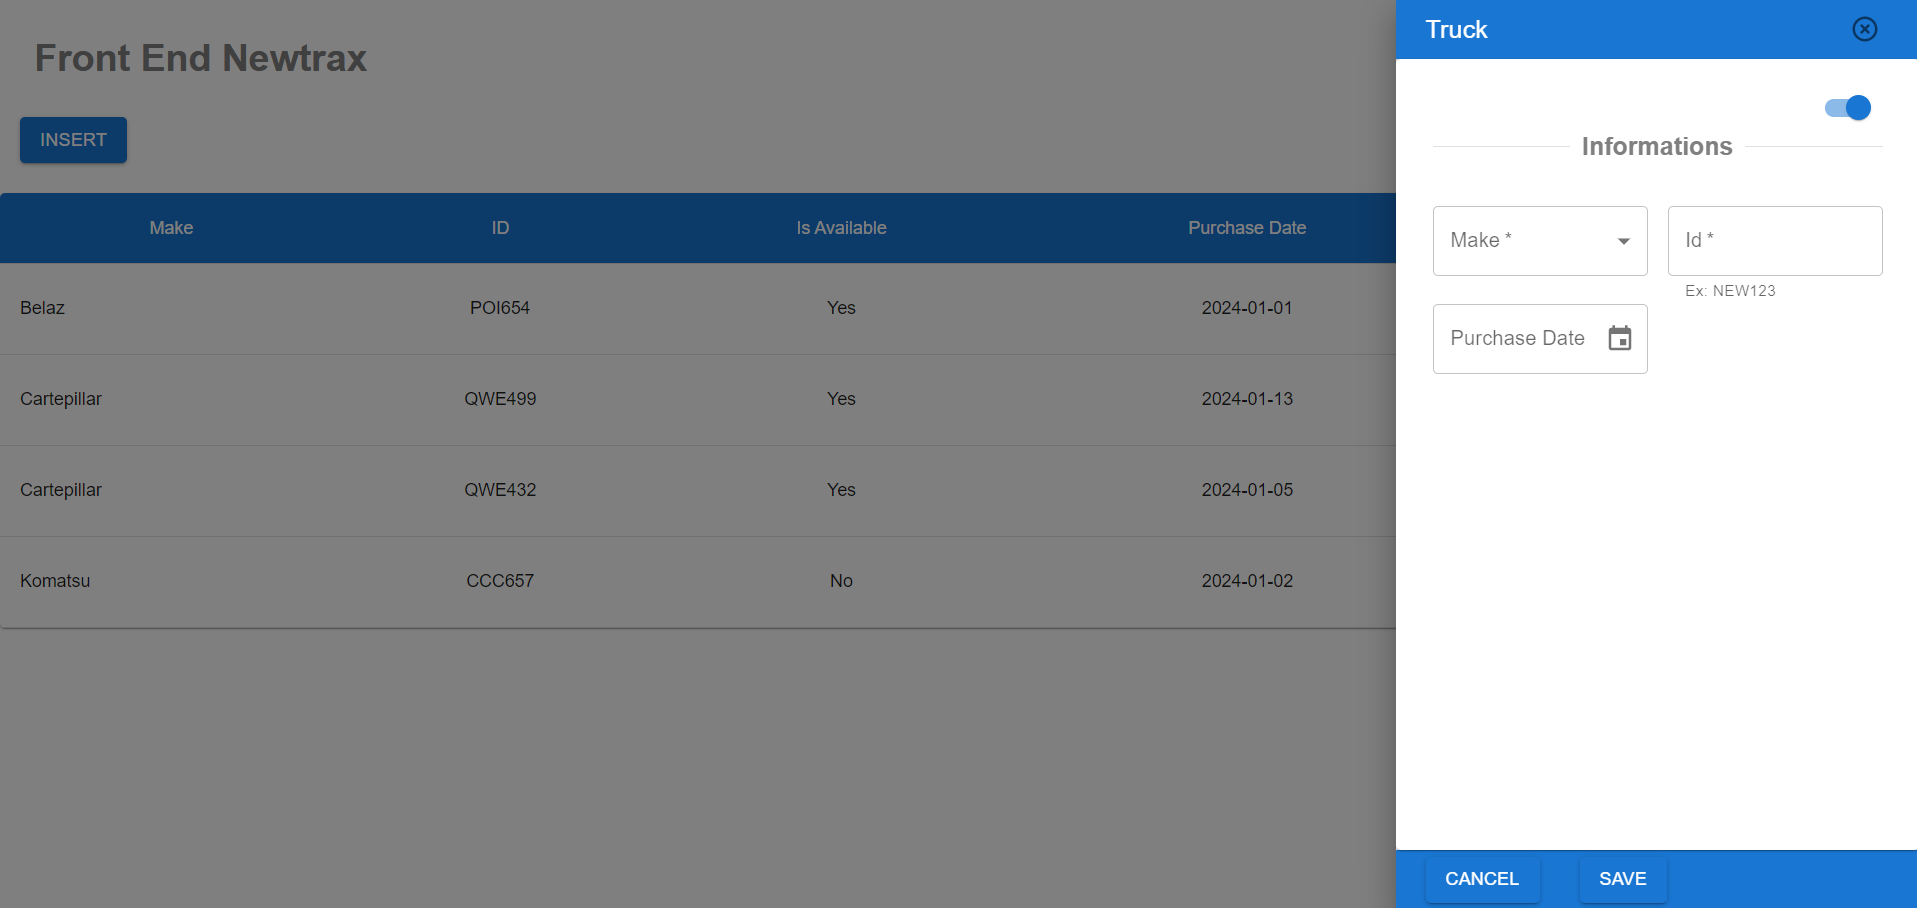 Front End Newtrax
INSERT
Make ID Is Available Purchase Date
Belaz POI654 Yes 2024-01-01
Cartepillar QWE499 Yes 2024-01-13
Cartepillar QWE432 Yes 2024-01-05
Komatsu CCC657 No 2024-01-02
Truck
Informations
Make * Id *
Ex: NEW123
Purchase Date
CANCEL SAVE